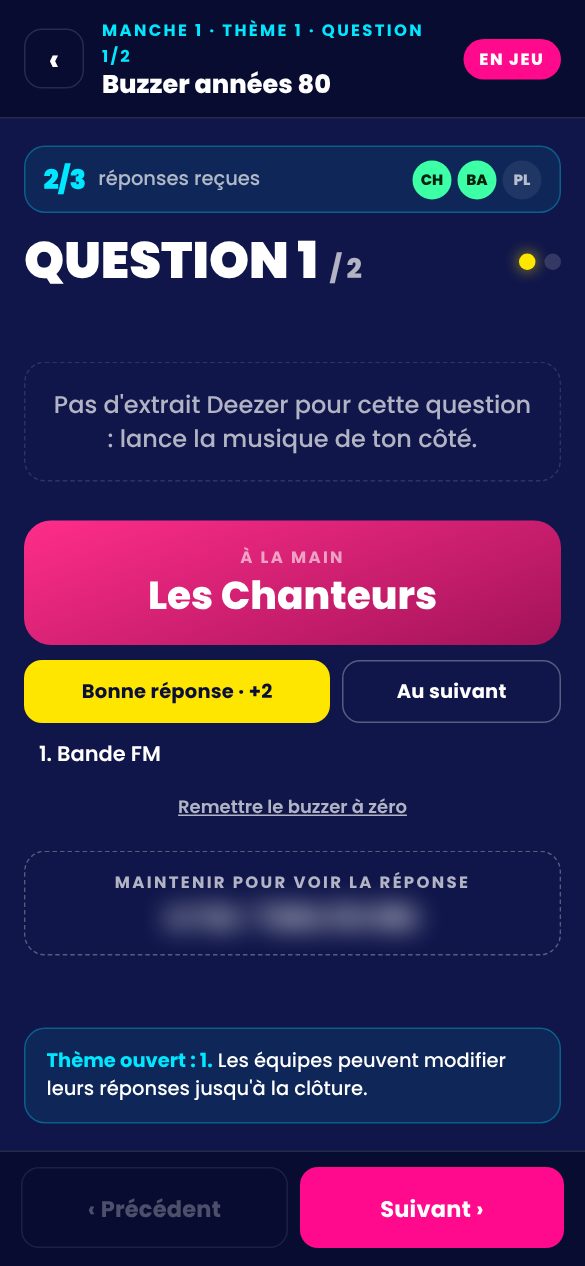 MANCHE 1 · THÈME 1 · QUESTION
1/2
Buzzer années 80
EN JEU
2/3 réponses reçues
CH BA PL
QUESTION 1 / 2
Pas d'extrait Deezer pour cette question
: lance la musique de ton côté.
À LA MAIN
Les Chanteurs
Bonne réponse · +2
Au suivant
1. Bande FM
Remettre le buzzer à zéro
MAINTENIR POUR VOIR LA RÉPONSE
Thème ouvert : 1. Les équipes peuvent modifier
leurs réponses jusqu'à la clôture.
‹ Précédent
Suivant ›